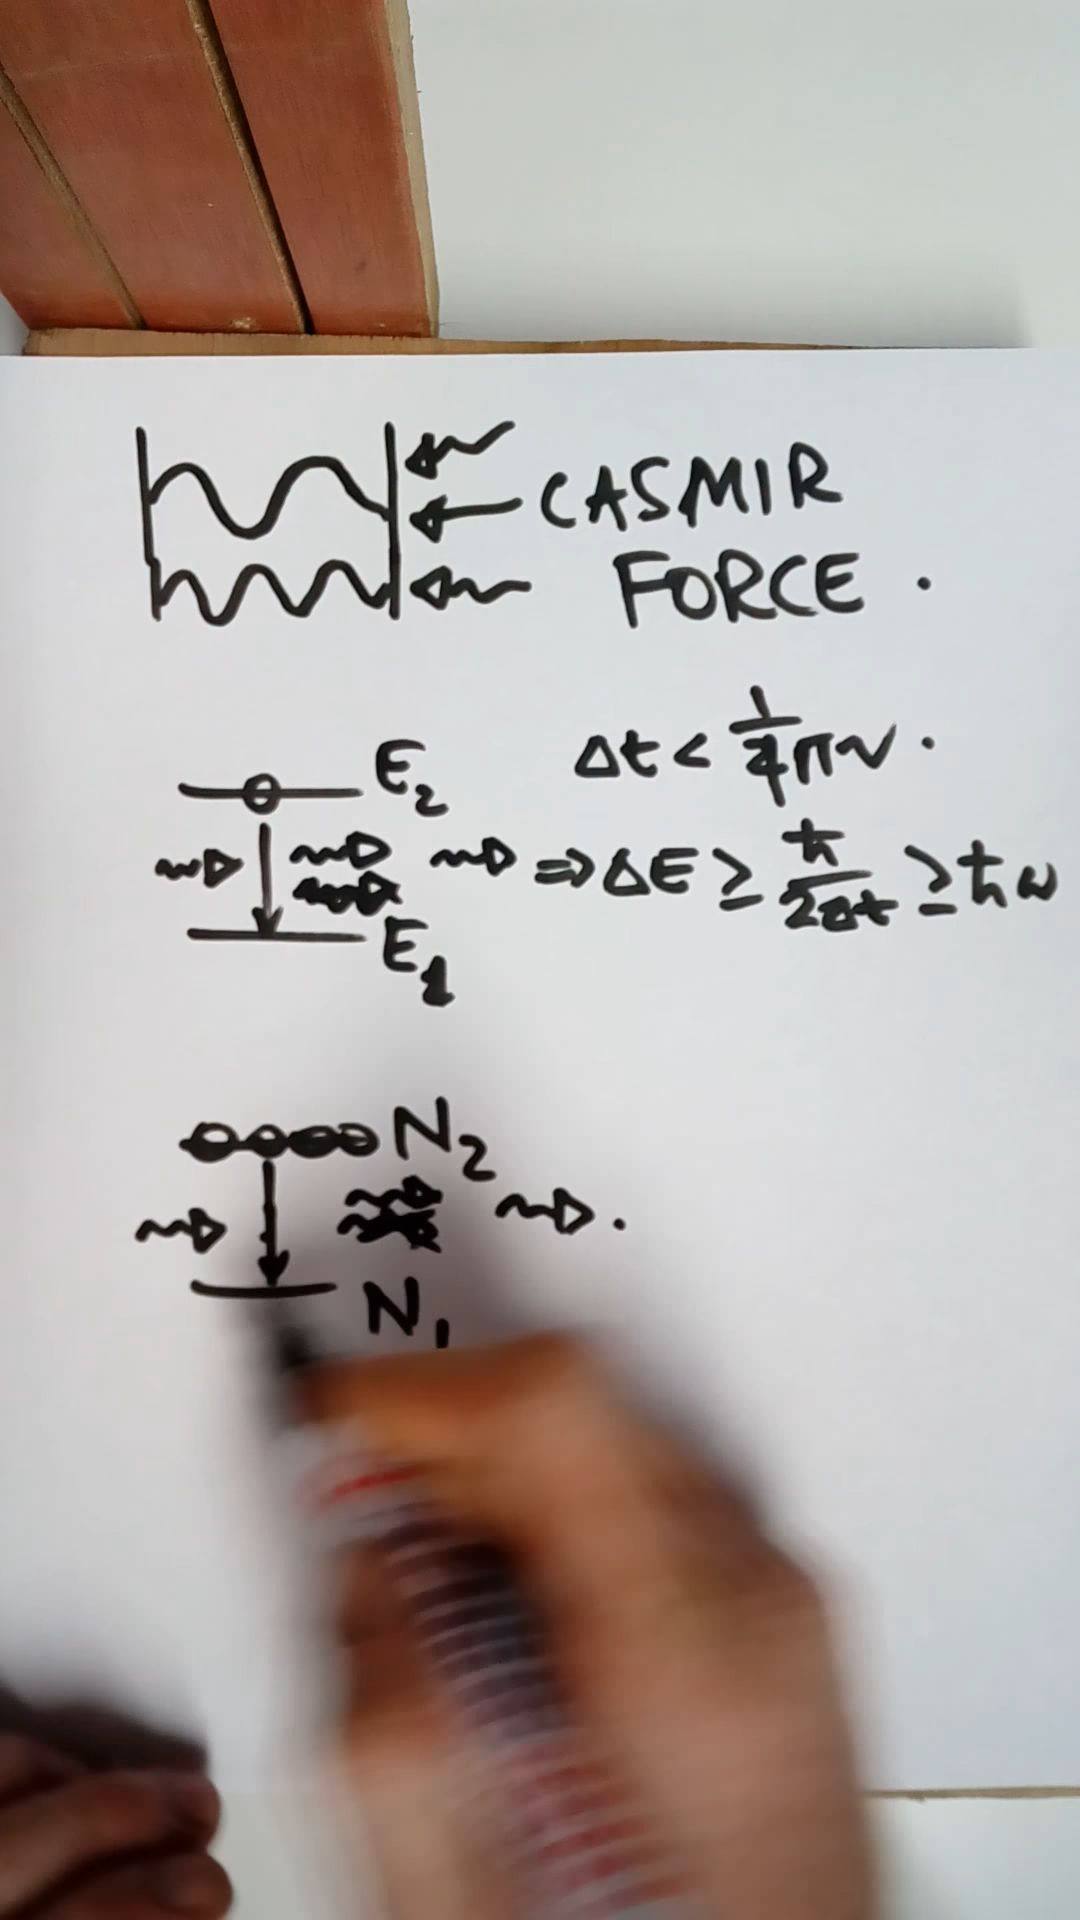 CASMIR
FORCE .
E₂
Δt < 1/4πν .
⇒ ΔE ≥ ħ/2Δt ≥ ħω
E₁
N₂
N₁